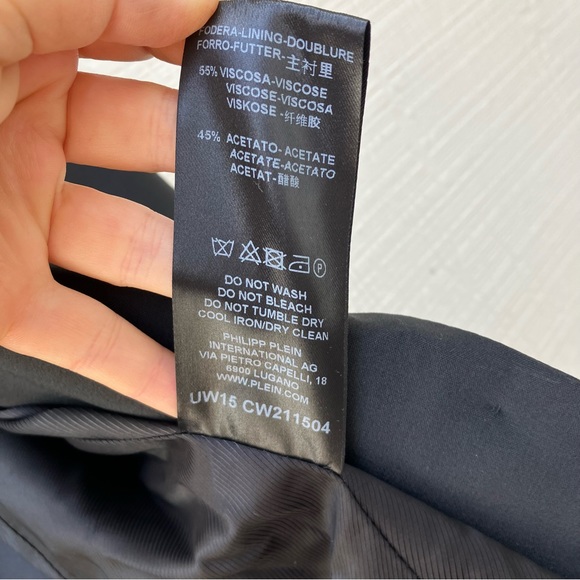 FODERA-LINING-DOUBLURE
FORRO-FUTTER-主衬里
55% VISCOSA-VISCOSE
VISCOSE-VISCOSA
VISKOSE-纤维胶
45% ACETATO-ACETATE
ACETATE-ACETATO
ACETAT-醋酸
P
DO NOT WASH
DO NOT BLEACH
DO NOT TUMBLE DRY
COOL IRON/DRY CLEAN
PHILIPP PLEIN
INTERNATIONAL AG
VIA PIETRO CAPELLI, 18
6900 LUGANO
WWW.PLEIN.COM
UW15 CW211504